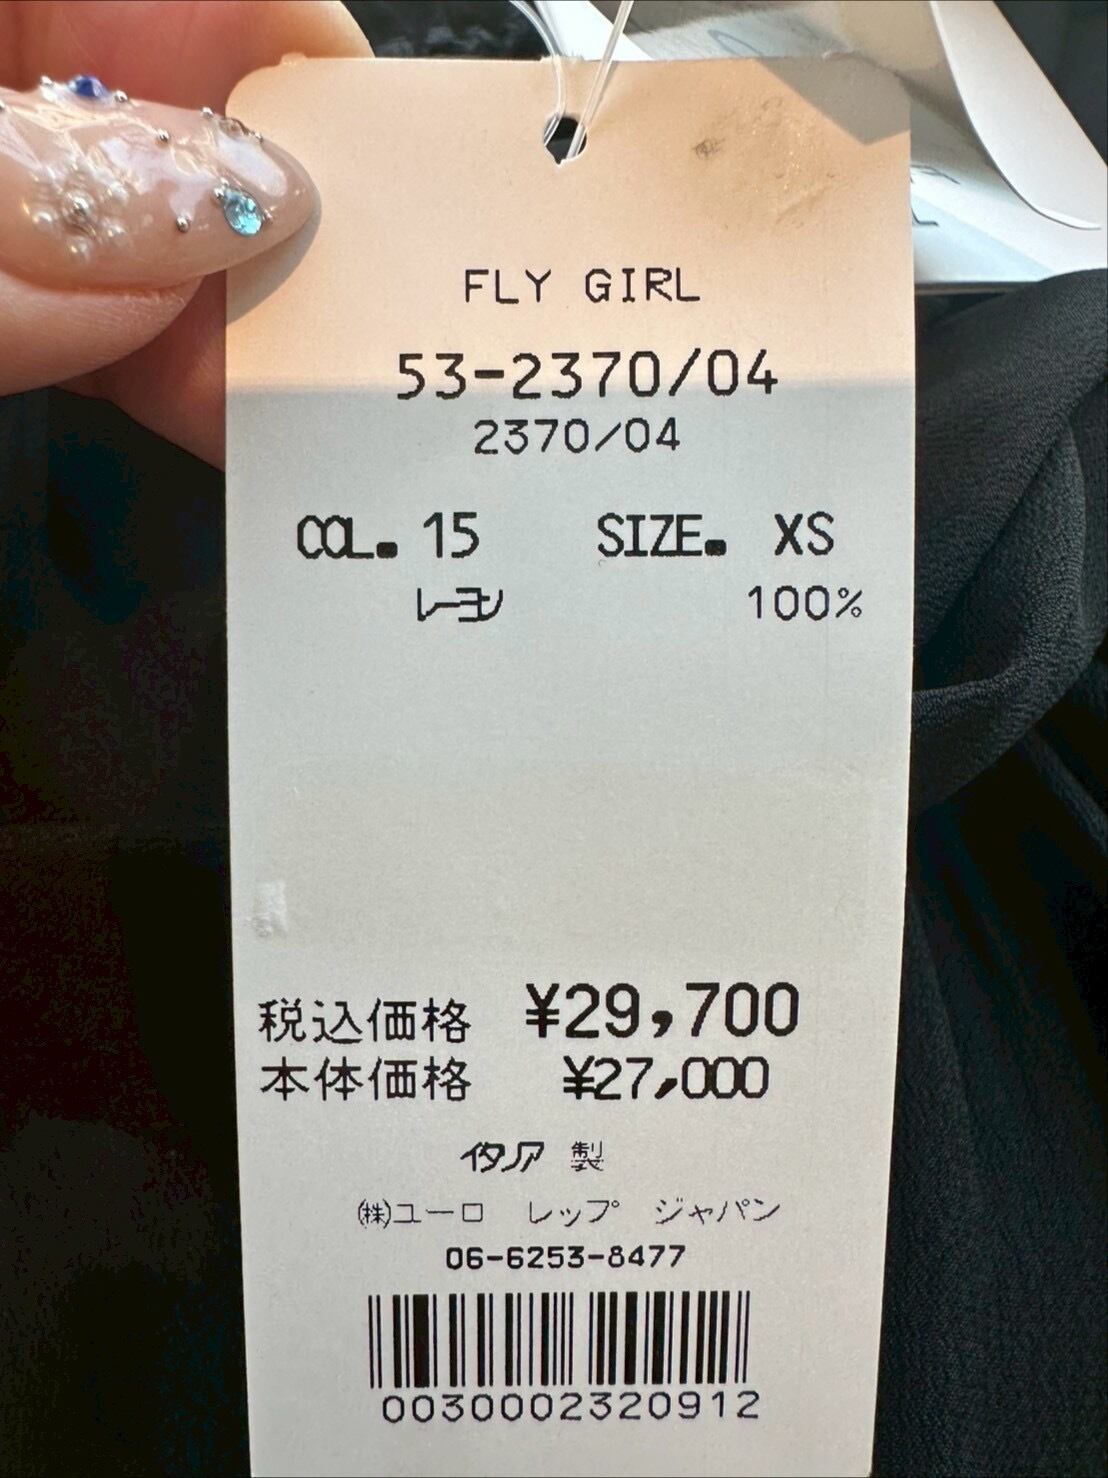 FLY GIRL
53-2370/04
2370/04
COL. 15 SIZE. XS
レーヨン 100%
税込価格 ¥29,700
本体価格 ¥27,000
イタリア 製
㈱ユーロ レップ ジャパン
06-6253-8477
0030002320912